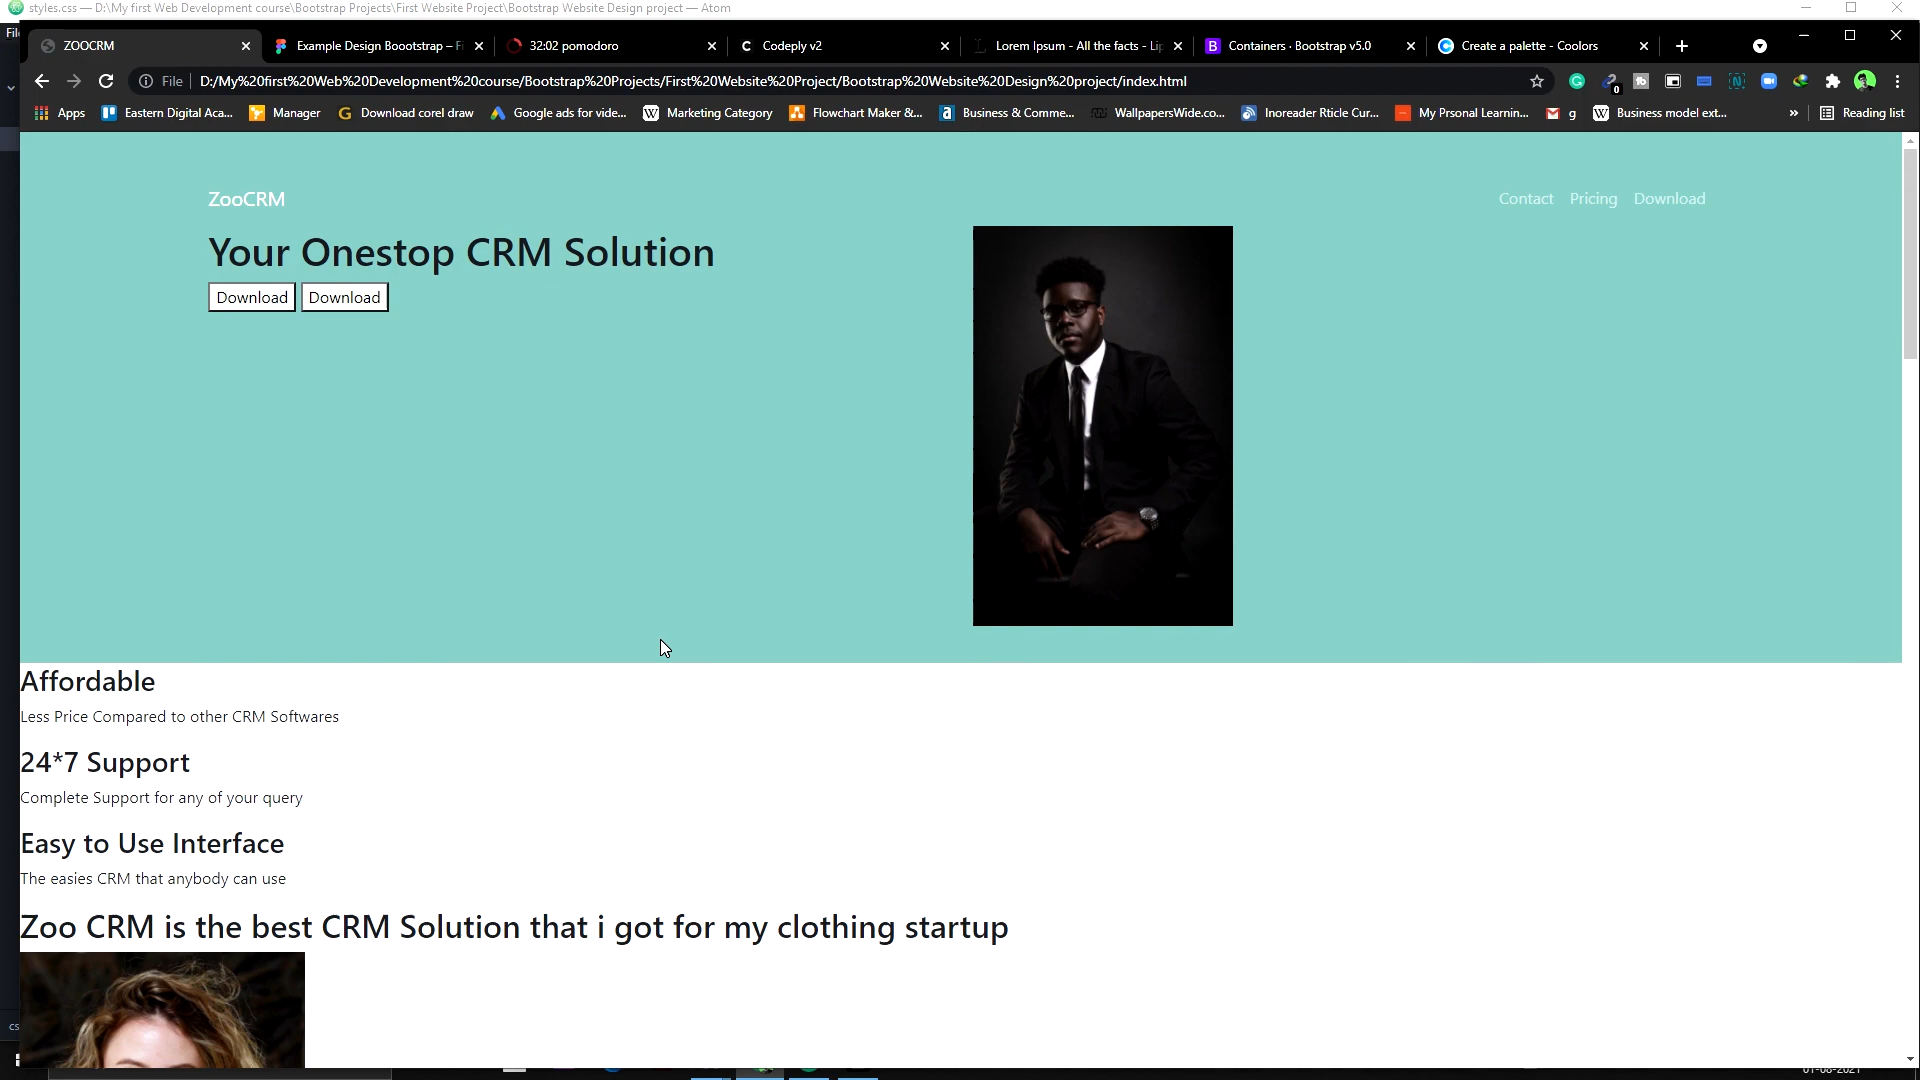 styles.css — D:\My first Web Development course\Bootstrap Projects\First Website Project\Bootstrap Website Design project — Atom
ZOOCRM
Example Design Boootstrap – Fi
32:02 pomodoro
Codeply v2
Lorem Ipsum - All the facts - Lip
Containers · Bootstrap v5.0
Create a palette - Coolors
File D:/My%20first%20Web%20Development%20course/Bootstrap%20Projects/First%20Website%20Project/Bootstrap%20Website%20Design%20project/index.html
Apps
Eastern Digital Aca...
Manager
Download corel draw
Google ads for vide...
Marketing Category
Flowchart Maker &...
Business & Comme...
WallpapersWide.co...
Inoreader Rticle Cur...
My Prsonal Learnin...
g
Business model ext...
»
Reading list
ZooCRM
Contact Pricing Download
Your Onestop CRM Solution
Download Download
Affordable
Less Price Compared to other CRM Softwares
24*7 Support
Complete Support for any of your query
Easy to Use Interface
The easies CRM that anybody can use
Zoo CRM is the best CRM Solution that i got for my clothing startup
01-08-2021